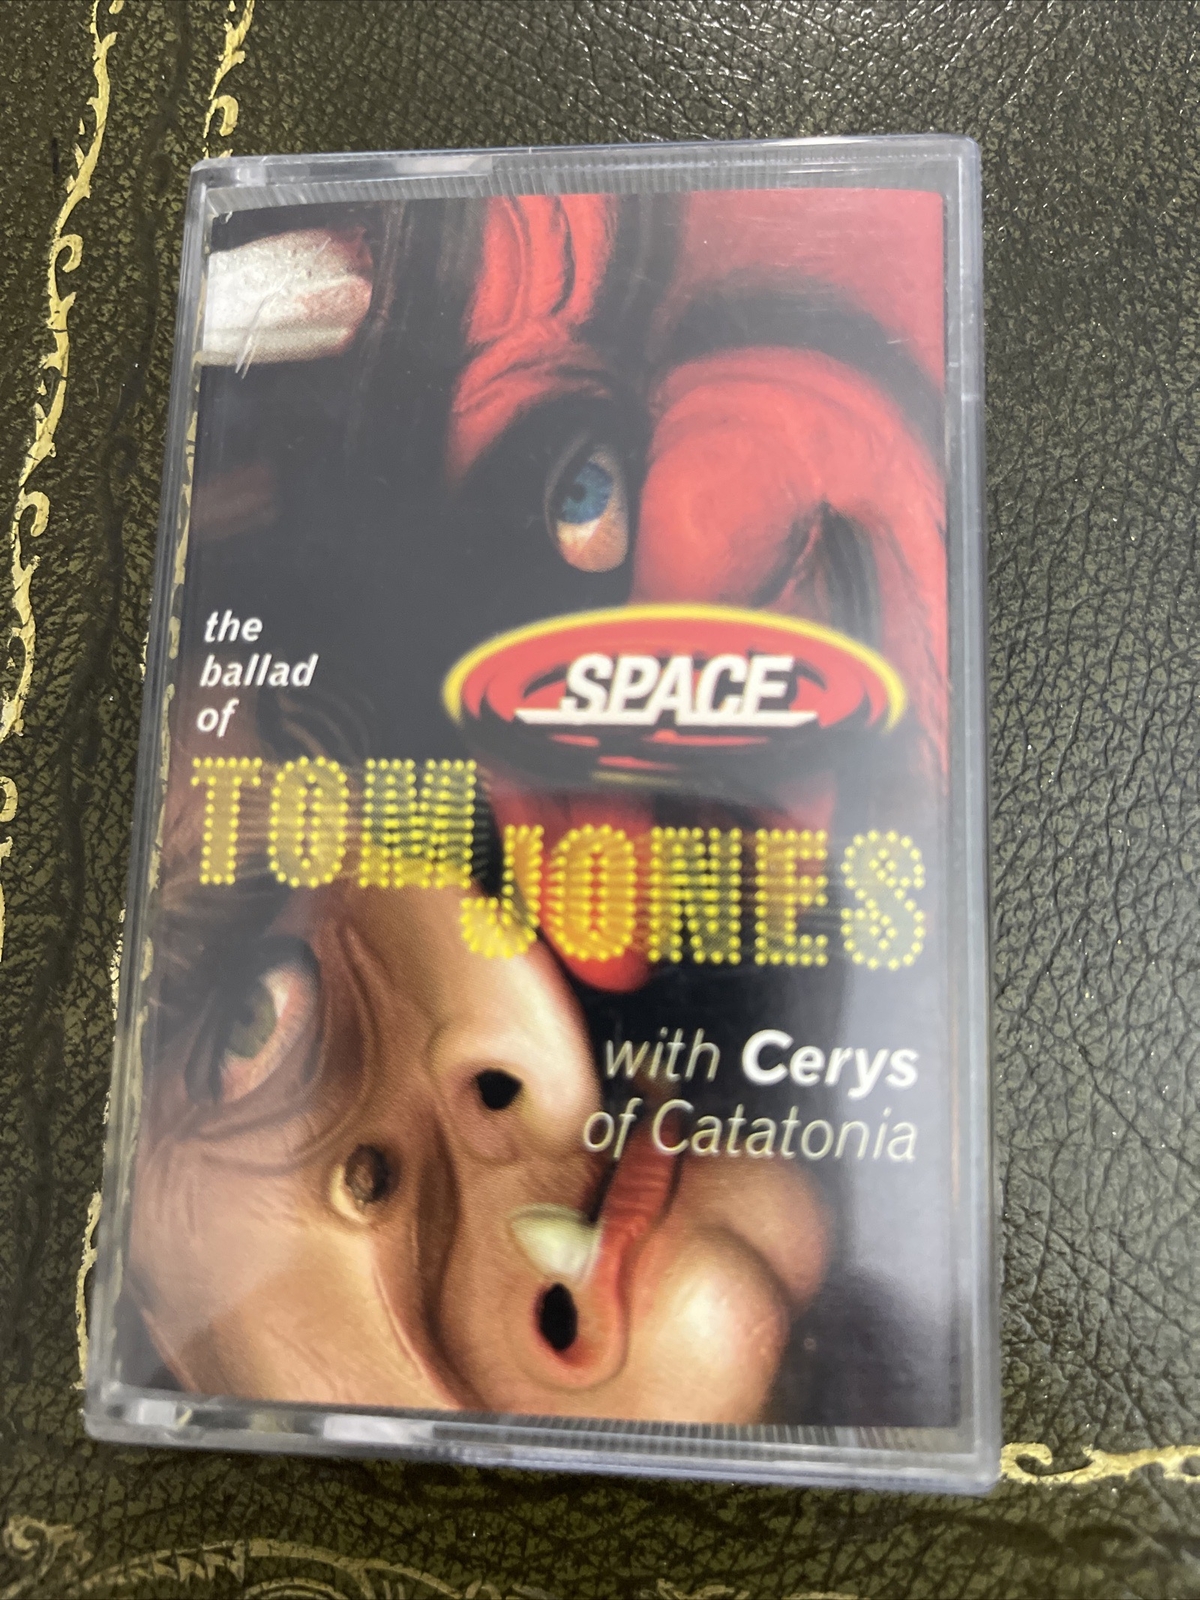 the
ballad
of
SPACE
TOM
JONES
with Cerys
of Catatonia